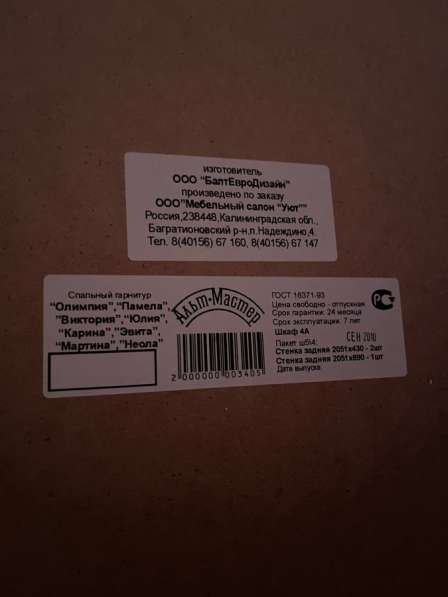 изготовитель
ООО "БалтЕвроДизайн"
произведено по заказу
ООО"Мебельный салон "Уют""
Россия,238448,Калининградская обл.,
Багратионовский р-н,п.Надеждино,4.
Тел. 8(40156) 67 160, 8(40156) 67 147
Спальный гарнитур
"Олимпия","Памела",
"Виктория","Юлия",
"Карина","Эвита",
"Мартина","Неола"
Альт-Мастер
2 000000 003405
ГОСТ 16371-93
Цена свободно - отпускная
Срок гарантии. 24 месяца
Срок эксплуатации. 7 лет
Шкаф 4А
Пакет шб\4:
СЕН 2010
Стенка задняя 2051х430 - 2шт
Стенка задняя 2051х890 - 1шт
Дата выпуска:
РС